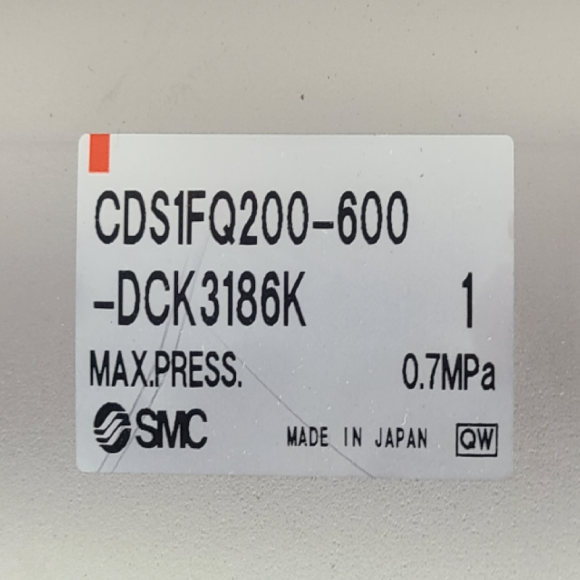 CDS1FQ200-600
-DCK3186K 1
MAX.PRESS. 0.7MPa
SMC MADE IN JAPAN QW